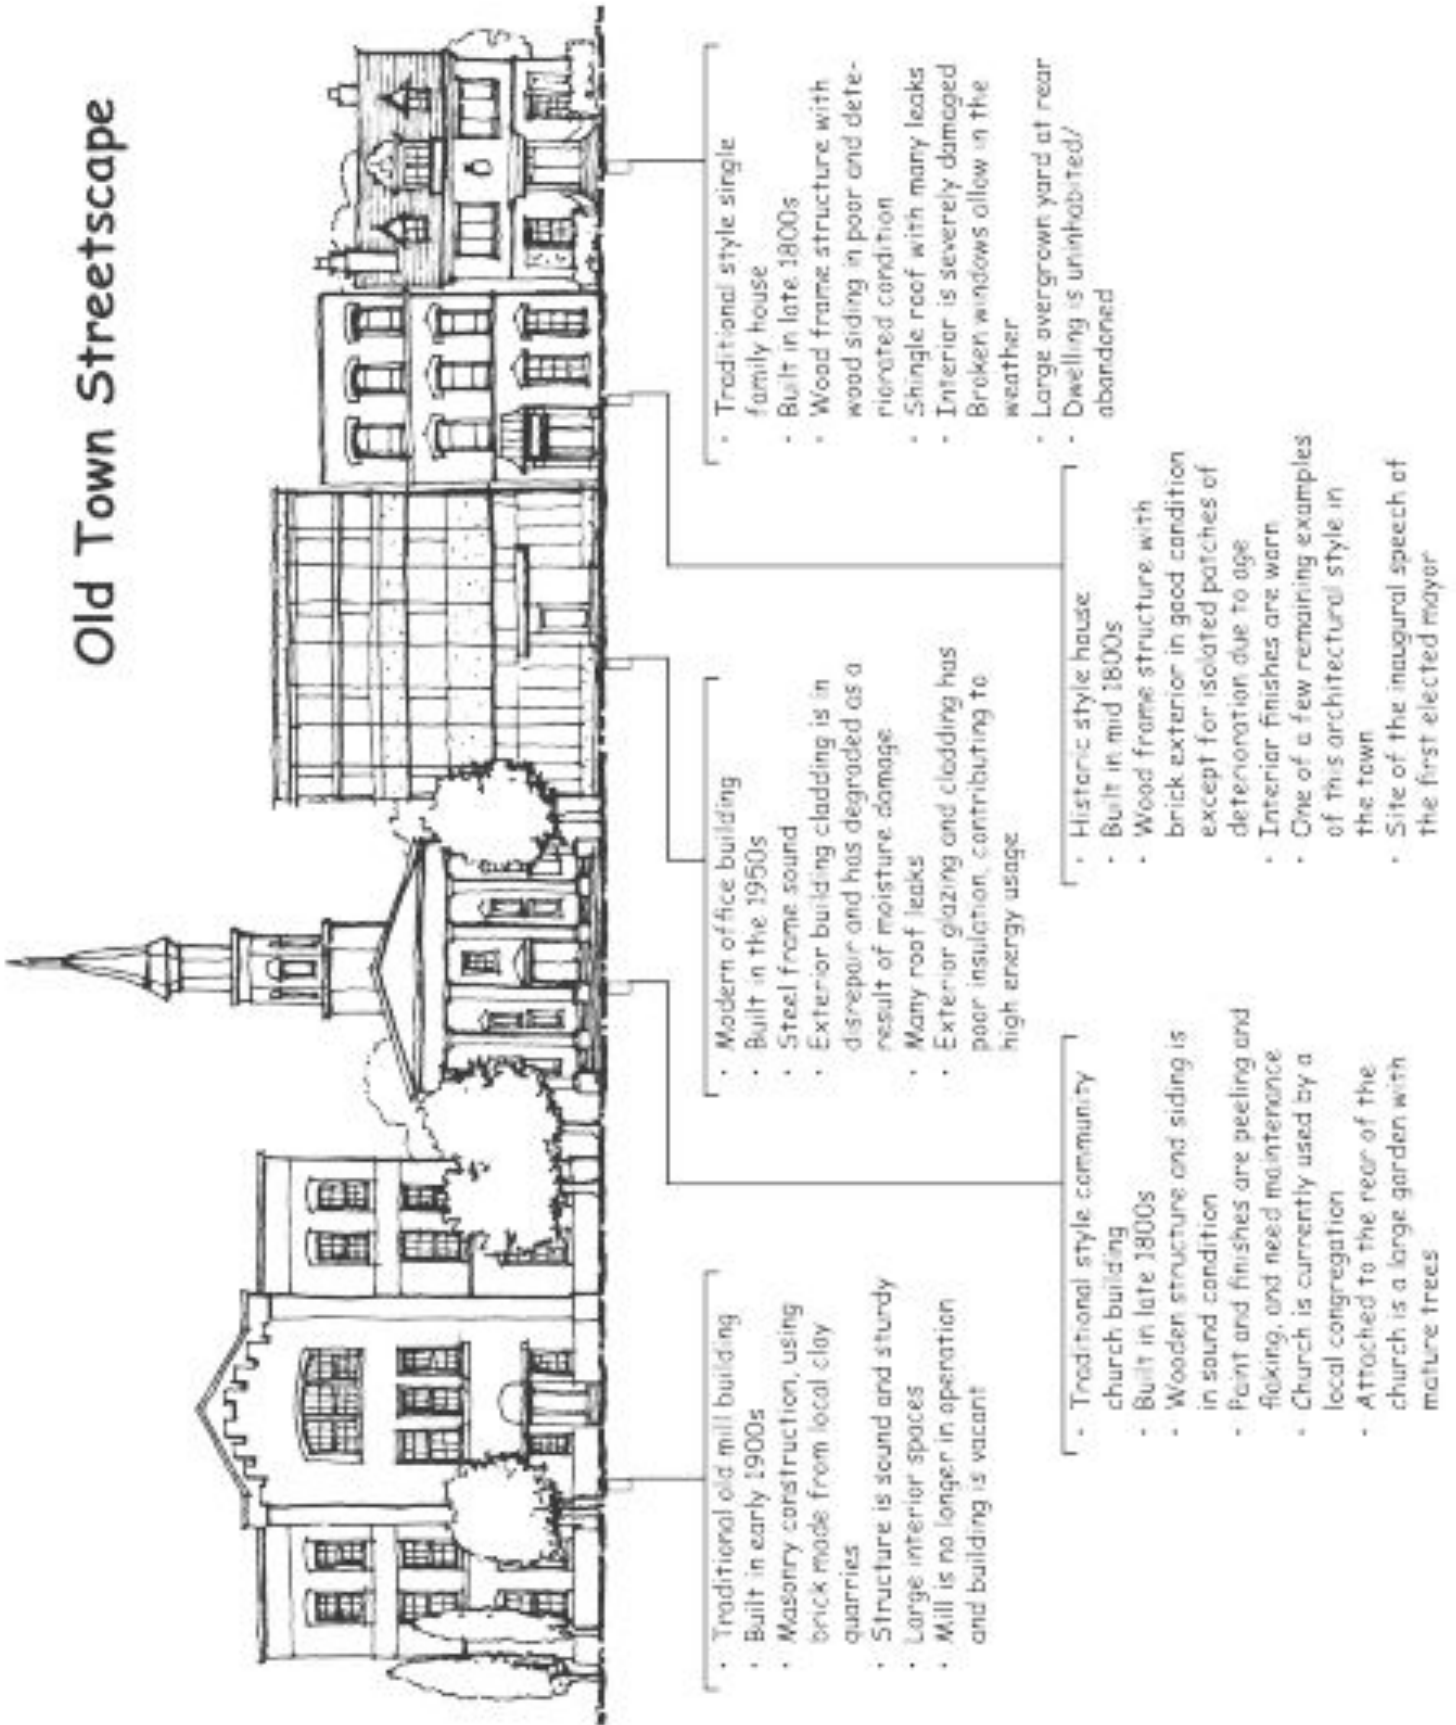 Old Town Streetscape
· Traditional old mill building
· Built in early 1900s
· Masonry construction, using
brick made from local clay
quarries
· Structure is sound and sturdy
· Large interior spaces
· Mill is no longer in operation
and building is vacant
· Traditional style community
church building
· Built in late 1800s
· Wooden structure and siding is
in sound condition
· Paint and finishes are peeling and
flaking, and need maintenance
· Church is currently used by a
local congregation
· Attached to the rear of the
church is a large garden with
mature trees
· Modern office building
· Built in the 1950s
· Steel frame sound
· Exterior building cladding is in
disrepair and has degraded as a
result of moisture damage
· Many roof leaks
· Exterior glazing and cladding has
poor insulation, contributing to
high energy usage
· Historic style house
· Built in mid 1800s
· Wood frame structure with
brick exterior in good condition
except for isolated patches of
deterioration due to age
· Interior finishes are worn
· One of a few remaining examples
of this architectural style in
the town
· Site of the inaugural speech of
the first elected mayor
· Traditional style single
family house
· Built in late 1800s
· Wood frame structure with
wood siding in poor and dete-
riorated condition
· Shingle roof with many leaks
· Interior is severely damaged
Broken windows allow in the
weather
· Large overgrown yard at rear
· Dwelling is uninhabited/
abandoned